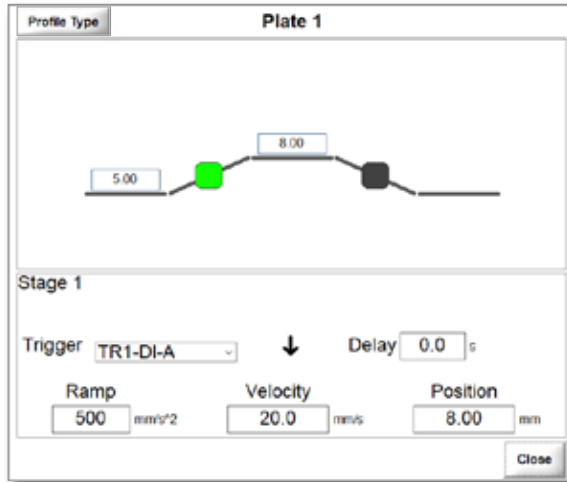 Profile Type
Plate 1
8.00
5.00
Stage 1
Trigger TR1-DI-A ↓ Delay 0.0 s
Ramp Velocity Position
500 mm/s^2 20.0 mm/s 8.00 mm
Close